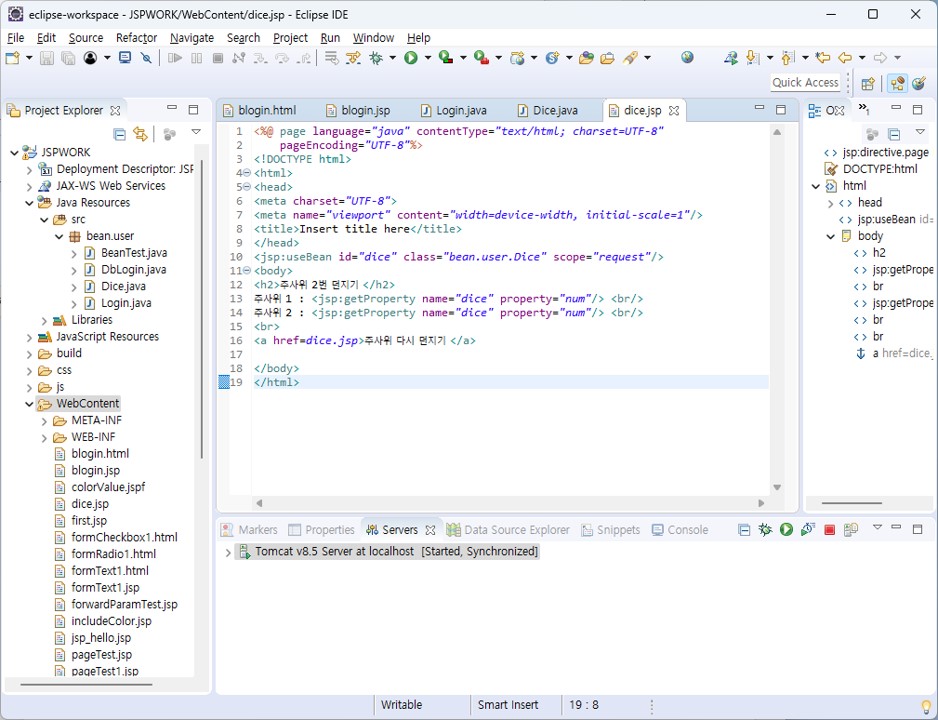 eclipse-workspace - JSPWORK/WebContent/dice.jsp - Eclipse IDE
File Edit Source Refactor Navigate Search Project Run Window Help
Quick Access
Project Explorer
JSPWORK
Deployment Descriptor: JSF
JAX-WS Web Services
Java Resources
src
bean.user
BeanTest.java
DbLogin.java
Dice.java
Login.java
Libraries
JavaScript Resources
build
css
js
WebContent
META-INF
WEB-INF
blogin.html
blogin.jsp
colorValue.jspf
dice.jsp
first.jsp
formCheckbox1.html
formRadio1.html
formText1.html
formText1.jsp
forwardParamTest.jsp
includeColor.jsp
jsp_hello.jsp
pageTest.jsp
pageTest1.jsp
blogin.html blogin.jsp Login.java Dice.java dice.jsp
1 <%@ page language="java" contentType="text/html; charset=UTF-8"
2 pageEncoding="UTF-8"%>
3 <!DOCTYPE html>
4 <html>
5 <head>
6 <meta charset="UTF-8">
7 <meta name="viewport" content="width=device-width, initial-scale=1"/>
8 <title>Insert title here</title>
9 </head>
10 <jsp:useBean id="dice" class="bean.user.Dice" scope="request"/>
11 <body>
12 <h2>주사위 2번 던지기 </h2>
13 주사위 1 : <jsp:getProperty name="dice" property="num"/> <br/>
14 주사위 2 : <jsp:getProperty name="dice" property="num"/> <br/>
15 <br>
16 <a href=dice.jsp>주사위 다시 던지기 </a>
17
18 </body>
19 </html>
jsp:directive.page
DOCTYPE:html
html
head
jsp:useBean id=
body
h2
jsp:getPrope
br
jsp:getPrope
br
br
a href=dice.
Markers Properties Servers Data Source Explorer Snippets Console
Tomcat v8.5 Server at localhost [Started, Synchronized]
Writable Smart Insert 19 : 8